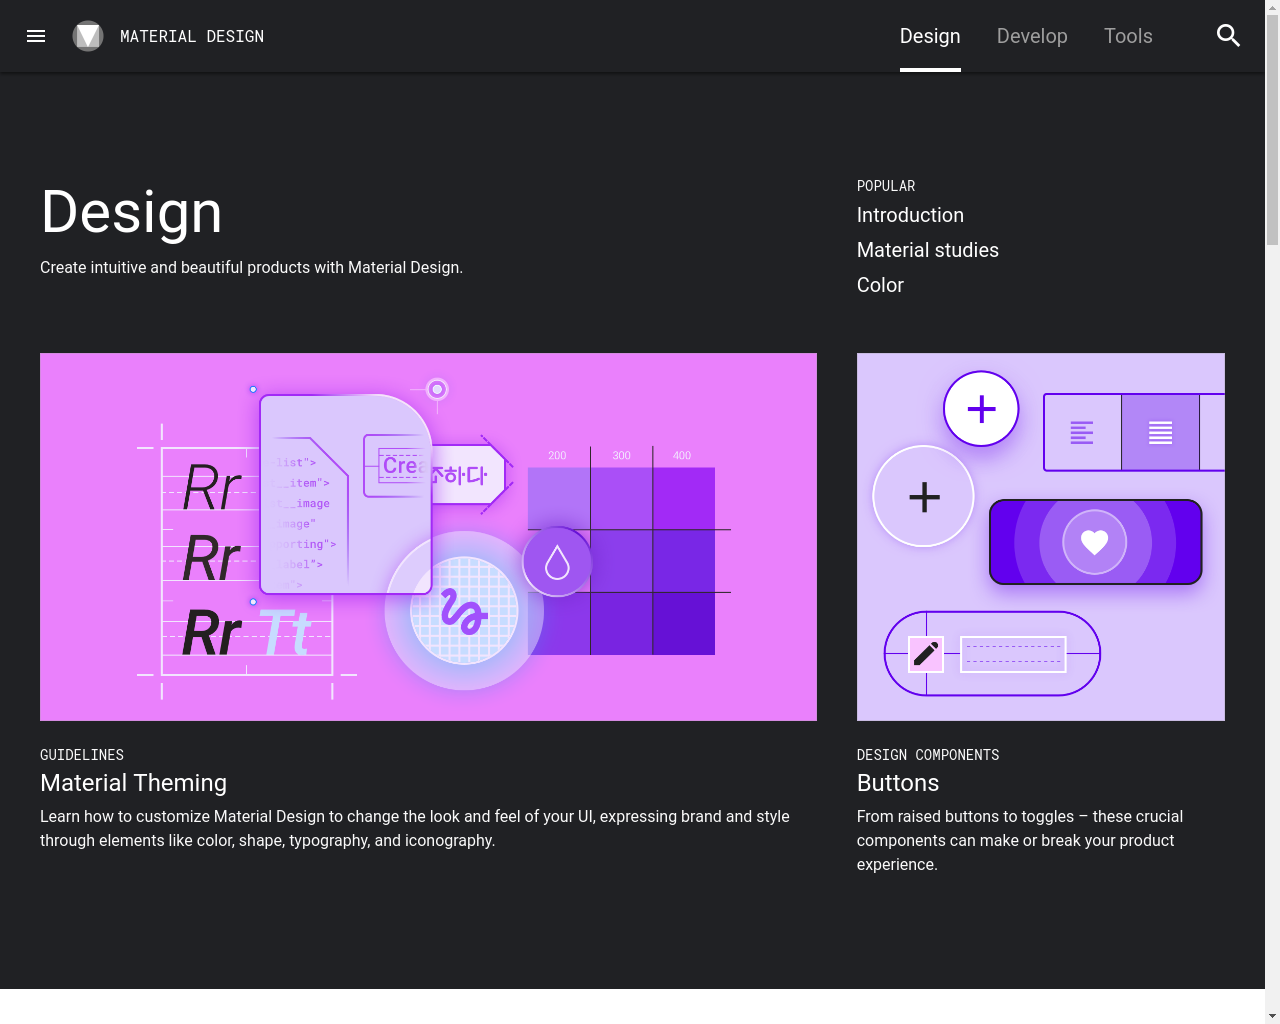 MATERIAL DESIGN
Design
Develop
Tools
Design
Create intuitive and beautiful products with Material Design.
POPULAR
Introduction
Material studies
Color
Rr
Rr
Rr Tt
list">
_item">
_image
image"
orting">
abel">
">
Crea
하다
200
300
400
GUIDELINES
Material Theming
Learn how to customize Material Design to change the look and feel of your UI, expressing brand and style
through elements like color, shape, typography, and iconography.
DESIGN COMPONENTS
Buttons
From raised buttons to toggles – these crucial
components can make or break your product
experience.